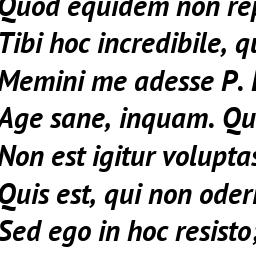 Quod equidem non rep
Tibi hoc incredibile, qu
Memini me adesse P.
Age sane, inquam. Qu
Non est igitur voluptas
Quis est, qui non oderi
Sed ego in hoc resisto;